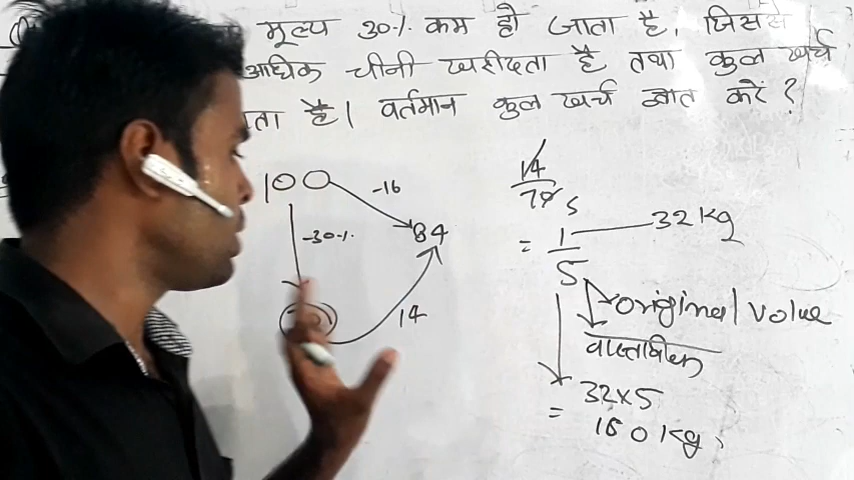 मूल्य 30% कम हो जाता है, जिससे
अधिक चीनी खरीदता है तथा कुल खर्च
है। वर्तमान कुल खर्च ज्ञात करें?
100
-16
84
-30%
14
14
70 5
= 1
5
32 Kg
original value
वास्तविक
32x5
= 160 Kg